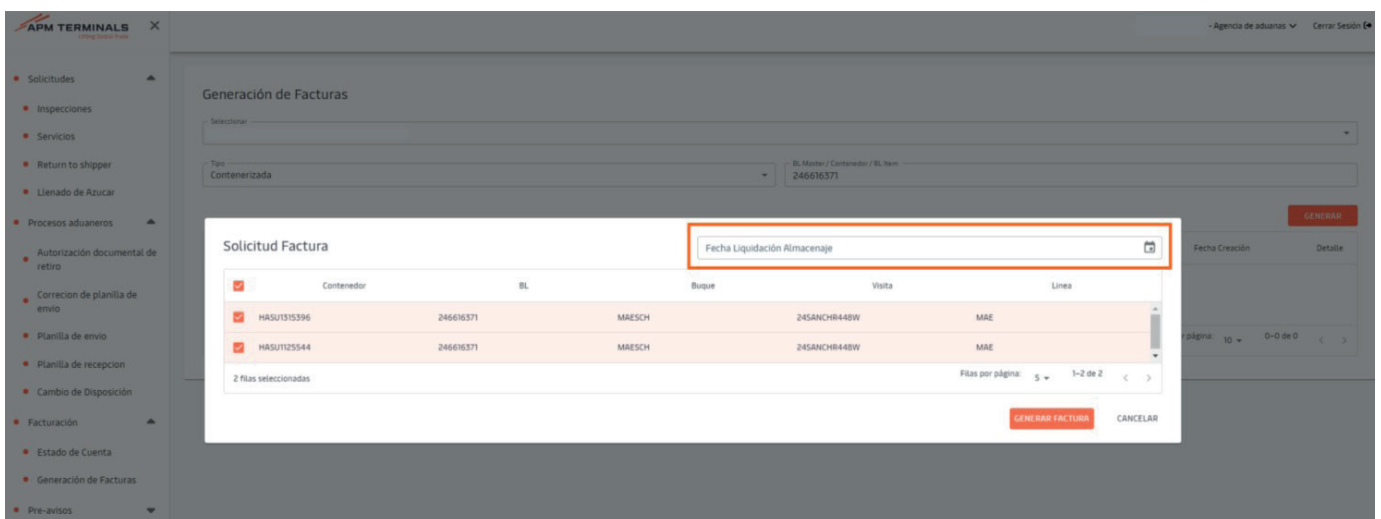 APM TERMINALS
Lifting Global Trade
- Agencia de aduanas
Cerrar Sesión
Solicitudes
Inspecciones
Servicios
Return to shipper
Llenado de Azucar
Procesos aduaneros
Autorización documental de
retiro
Correcion de planilla de
envio
Planilla de envio
Planilla de recepcion
Cambio de Disposición
Facturación
Estado de Cuenta
Generación de Facturas
Pre-avisos
Generación de Facturas
Seleccionar
Tipo
Contenerizada
BL Master / Contenedor / BL Item
246616371
GENERAR
Fecha Creación
Detalle
r página:
10
0-0 de 0
Solicitud Factura
Fecha Liquidación Almacenaje
Contenedor BL Buque Visita Linea
HASU1315396 246616371 MAESCH 24SANCHR448W MAE
HASU1125544 246616371 MAESCH 24SANCHR448W MAE
2 filas seleccionadas
Filas por página: 5 1-2 de 2
GENERAR FACTURA
CANCELAR